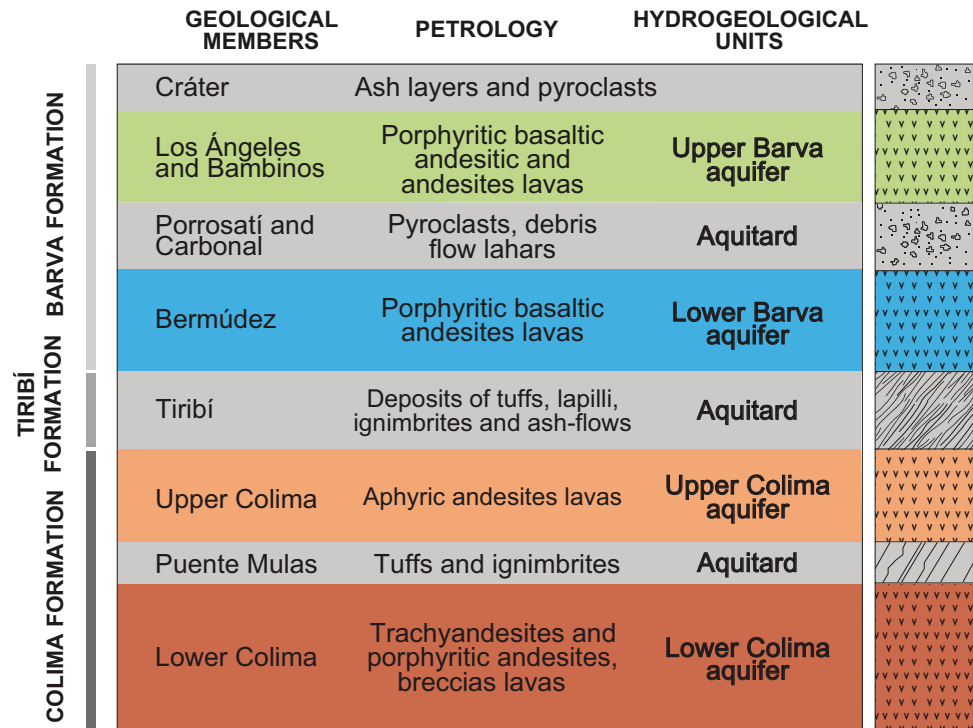 GEOLOGICAL
MEMBERS
PETROLOGY
HYDROGEOLOGICAL
UNITS
BARVA FORMATION
Cráter
Ash layers and pyroclasts
Los Ángeles
and Bambinos
Porphyritic basaltic
andesitic and
andesites lavas
Upper Barva
aquifer
Porrosatí and
Carbonal
Pyroclasts, debris
flow lahars
Aquitard
Bermúdez
Porphyritic basaltic
andesites lavas
Lower Barva
aquifer
TIRIBÍ
FORMATION
Tiribí
Deposits of tuffs, lapilli,
ignimbrites and ash-flows
Aquitard
COLIMA FORMATION
Upper Colima
Aphyric andesites lavas
Upper Colima
aquifer
Puente Mulas
Tuffs and ignimbrites
Aquitard
Lower Colima
Trachyandesites and
porphyritic andesites,
breccias lavas
Lower Colima
aquifer